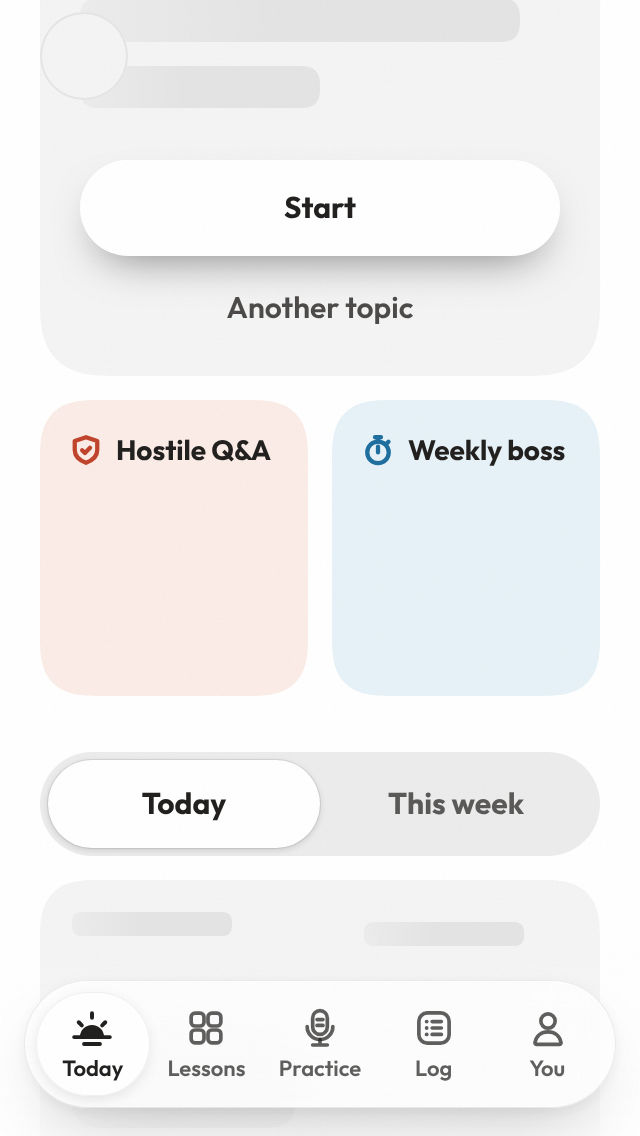 Start
Another topic
Hostile Q&A
Weekly boss
Today
This week
Today
Lessons
Practice
Log
You